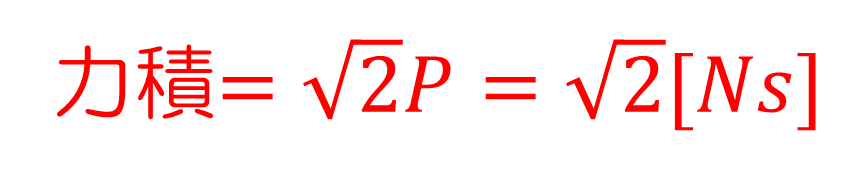 力積= √2P = √2[Ns]